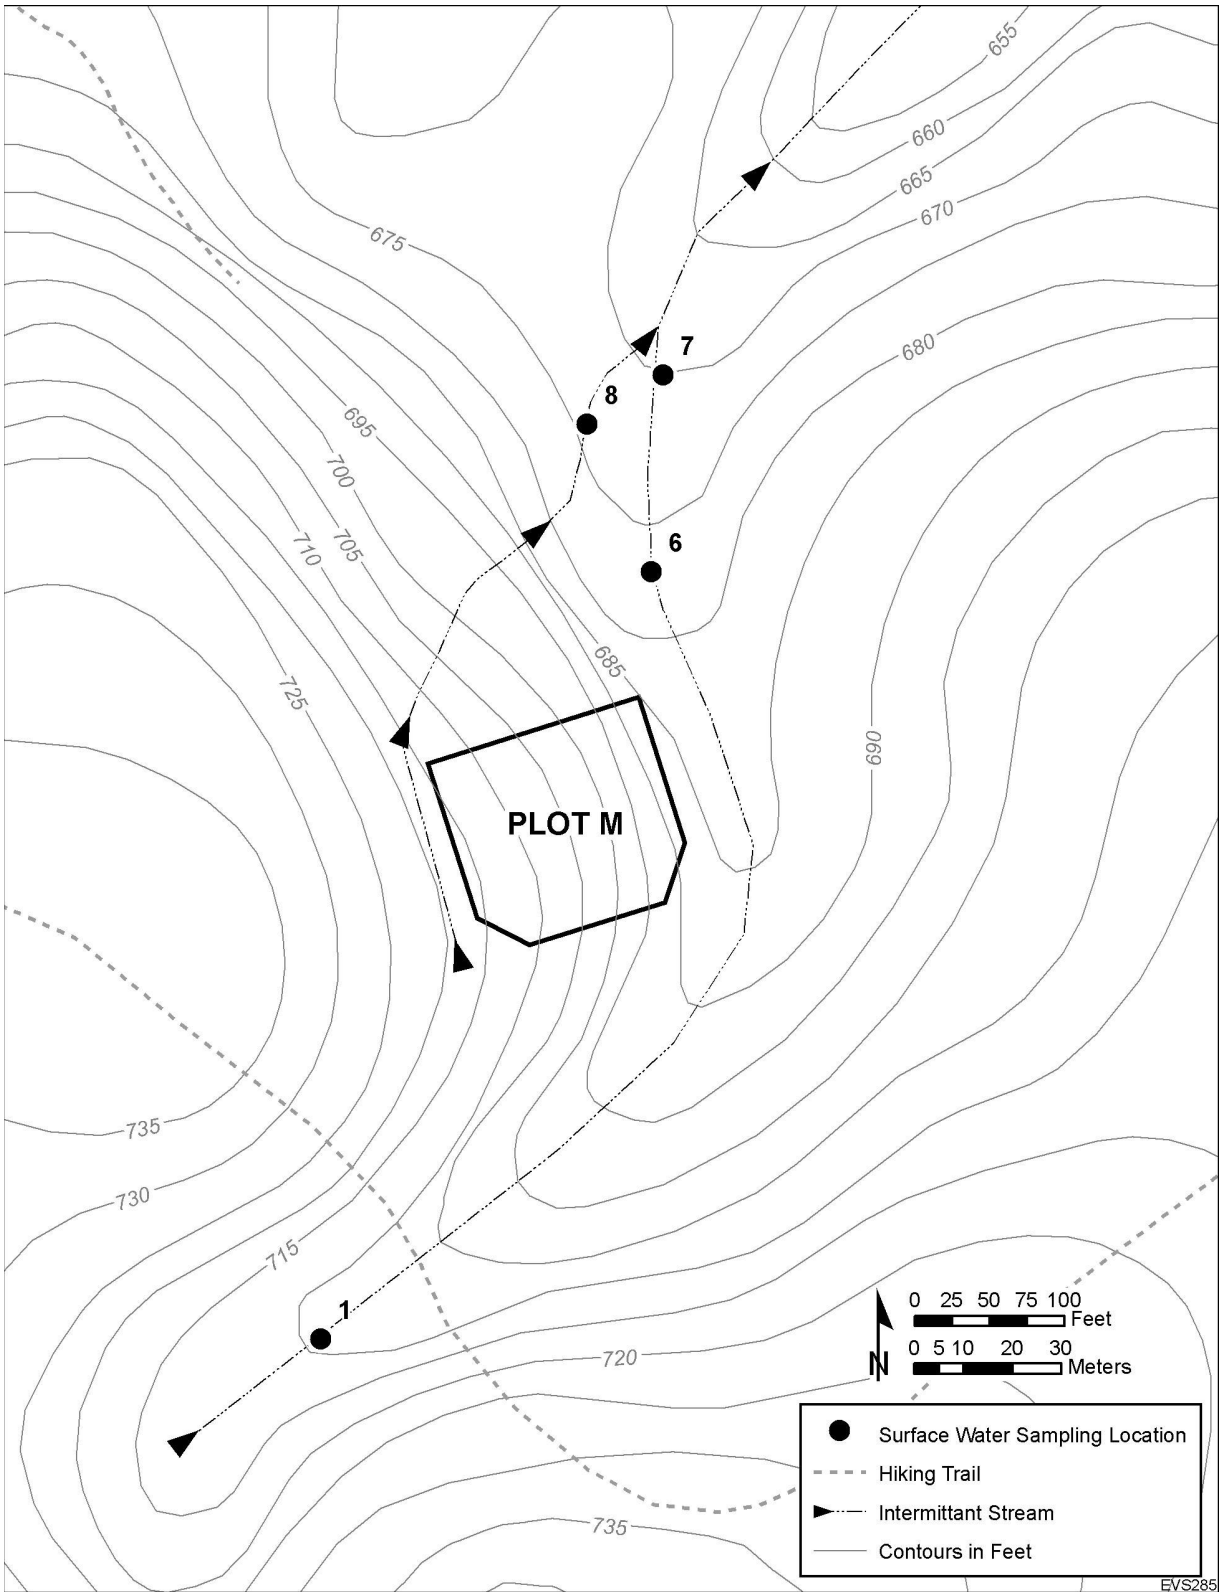 655
660
665
670
675
680
7
8
695
700
705
710
6
685
725
690
PLOT M
735
730
715
1
720
735
0 25 50 75 100
Feet
0 5 10 20 30
Meters
N
Surface Water Sampling Location
Hiking Trail
Intermittant Stream
Contours in Feet
EVS285